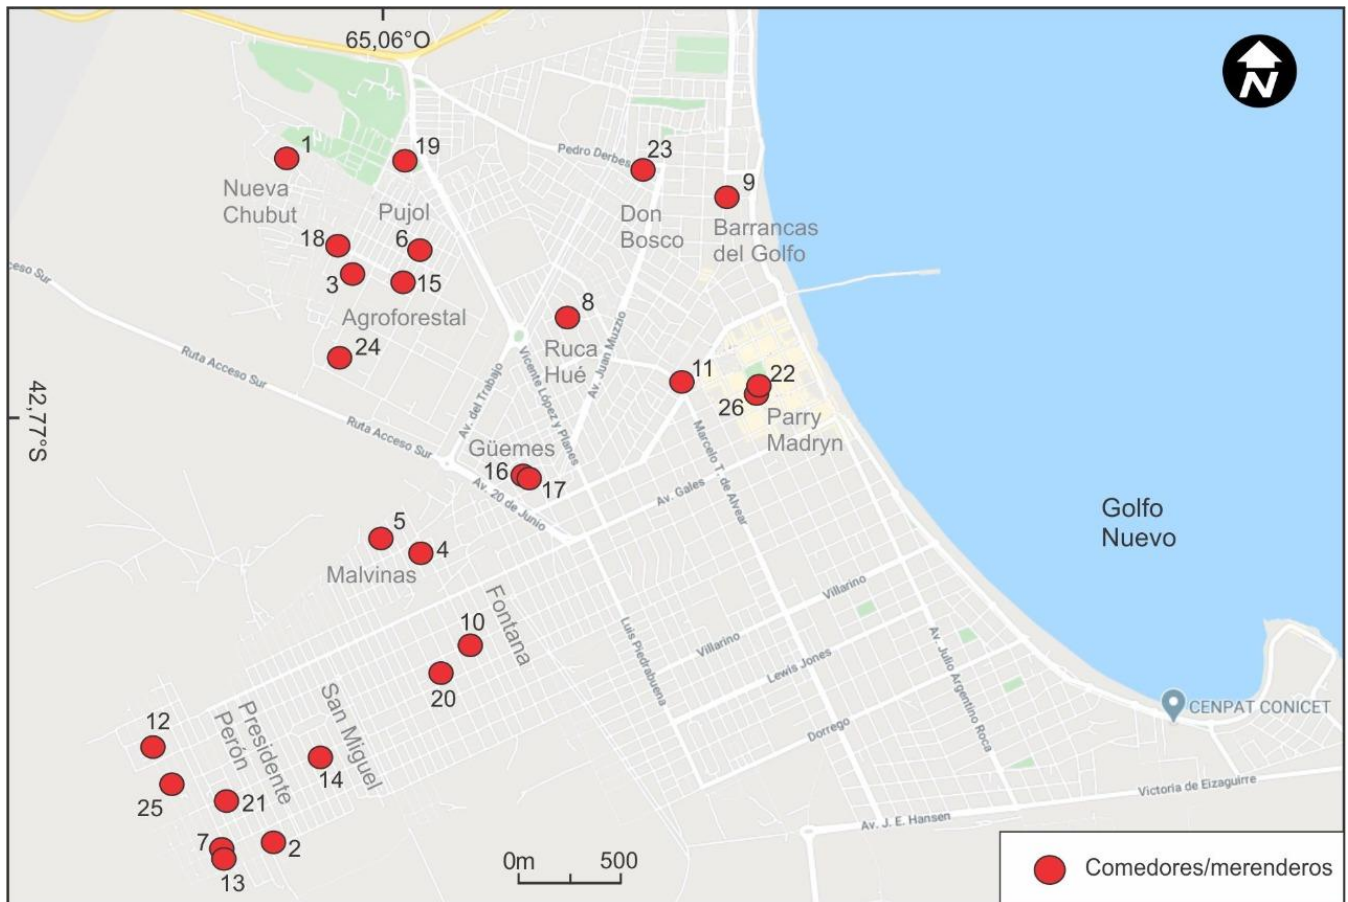 65,06°O
N
1
19
23
Pedro Derbes
9
Nueva
Chubut
Pujol
Don
Bosco
Barrancas
del Golfo
18
6
3
15
Acceso Sur
8
Agroforestal
24
Ruca
Hué
Ruta Acceso Sur
Av. del Trabajo
Vicente López y Planes
Av. Juan Muzzio
11
22
26
Parry
Madryn
42,77°S
Ruta Acceso Sur
Güemes
16
17
Marcelo T. de Alvear
Av. Gales
Av. 20 de Junio
Golfo
Nuevo
5
4
Malvinas
Fontana
Villarino
10
Luis Piedrabuena
Villarino
Av. Julio Argentino Roca
Lewis Jones
20
San Miguel
CENPAT CONICET
Presidente
Perón
12
Dorrego
14
25
21
Victoria de Eizaguirre
7
2
Av. J. E. Hansen
13
0m
500
Comedores/merenderos